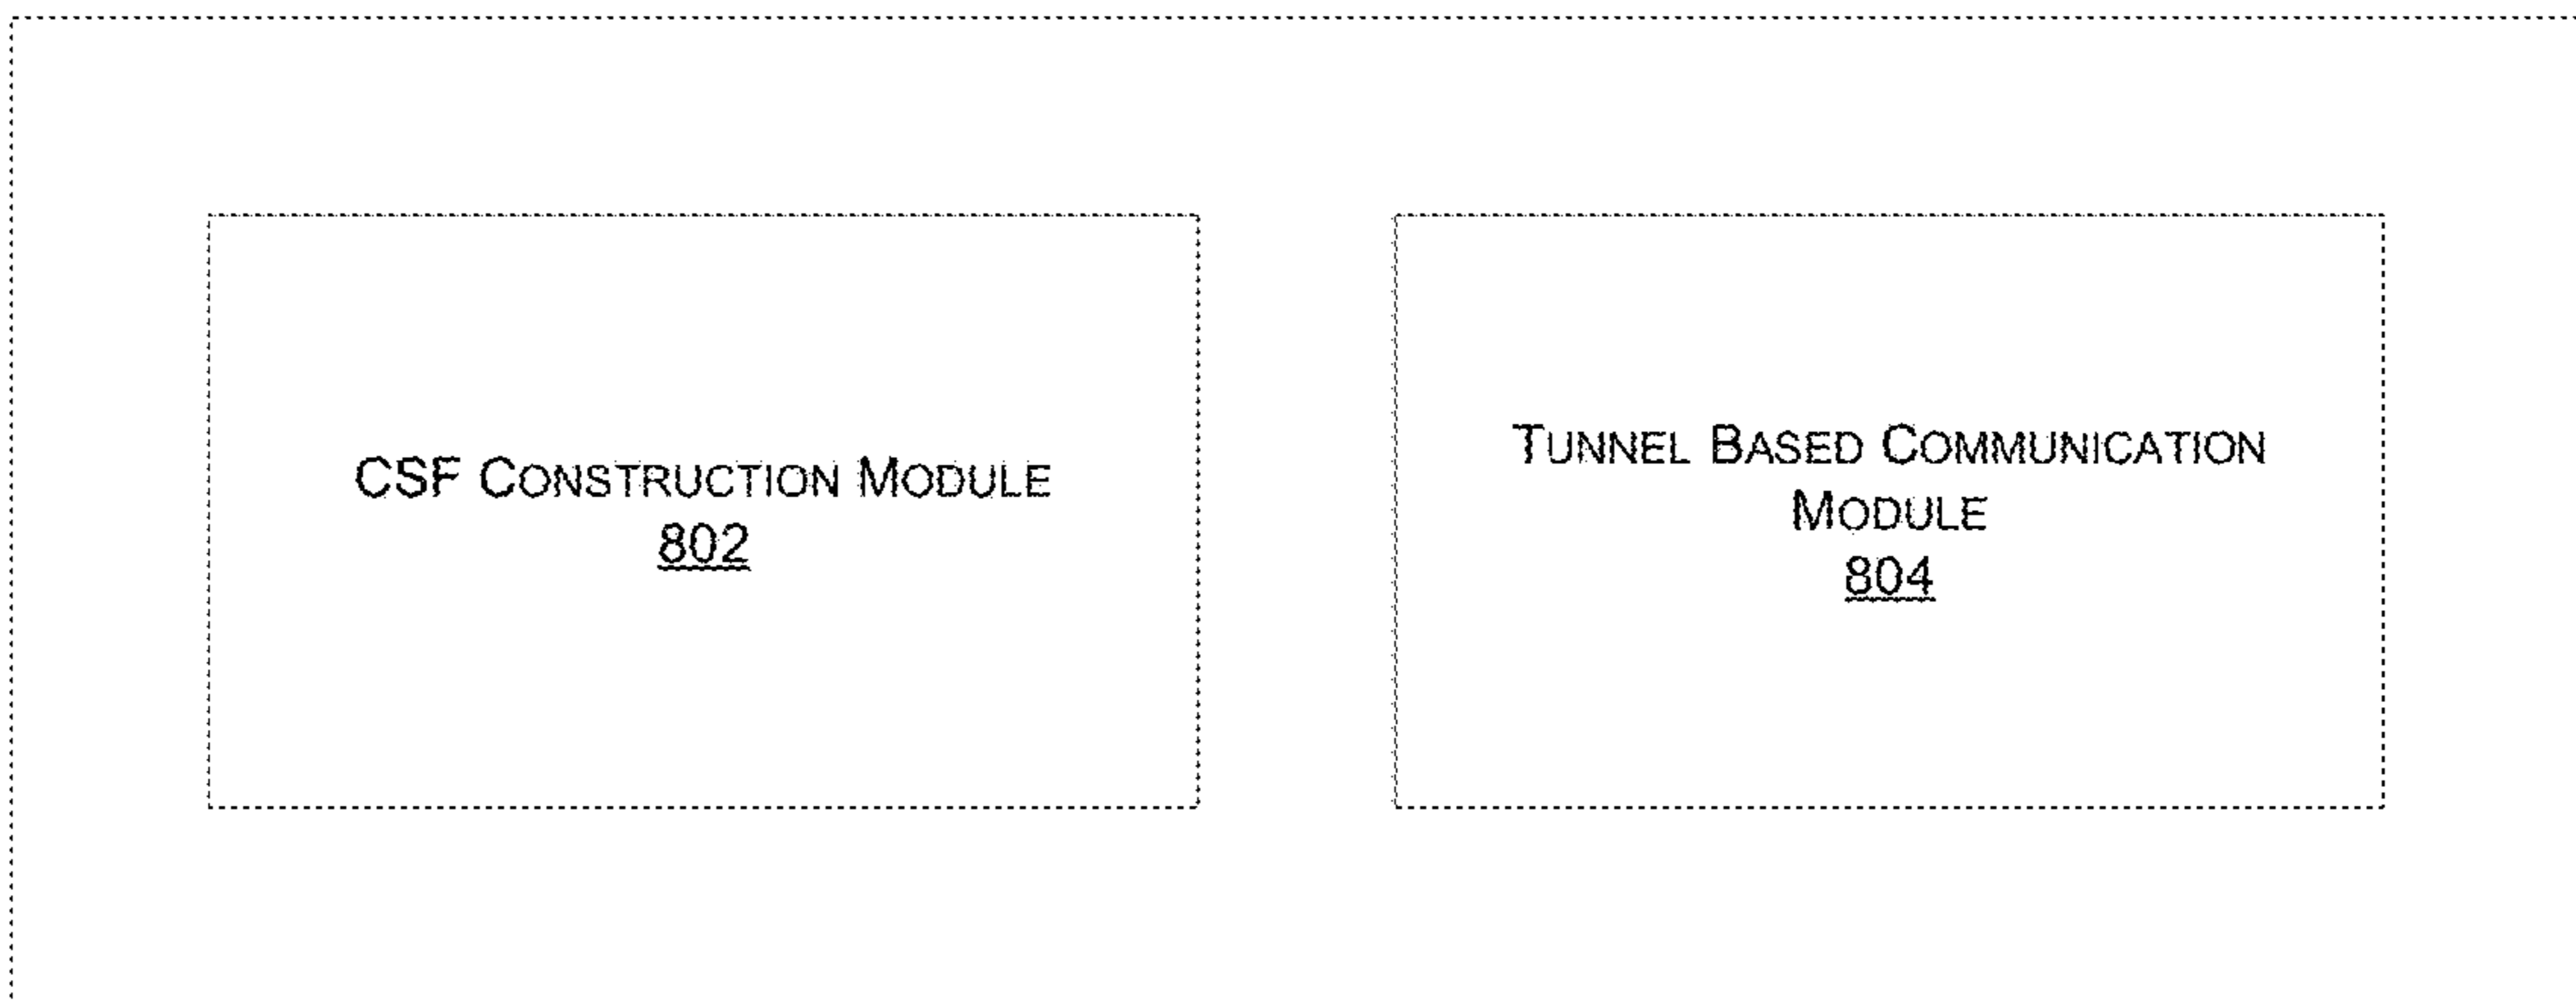 CSF CONSTRUCTION MODULE
802
TUNNEL BASED COMMUNICATION
MODULE
804